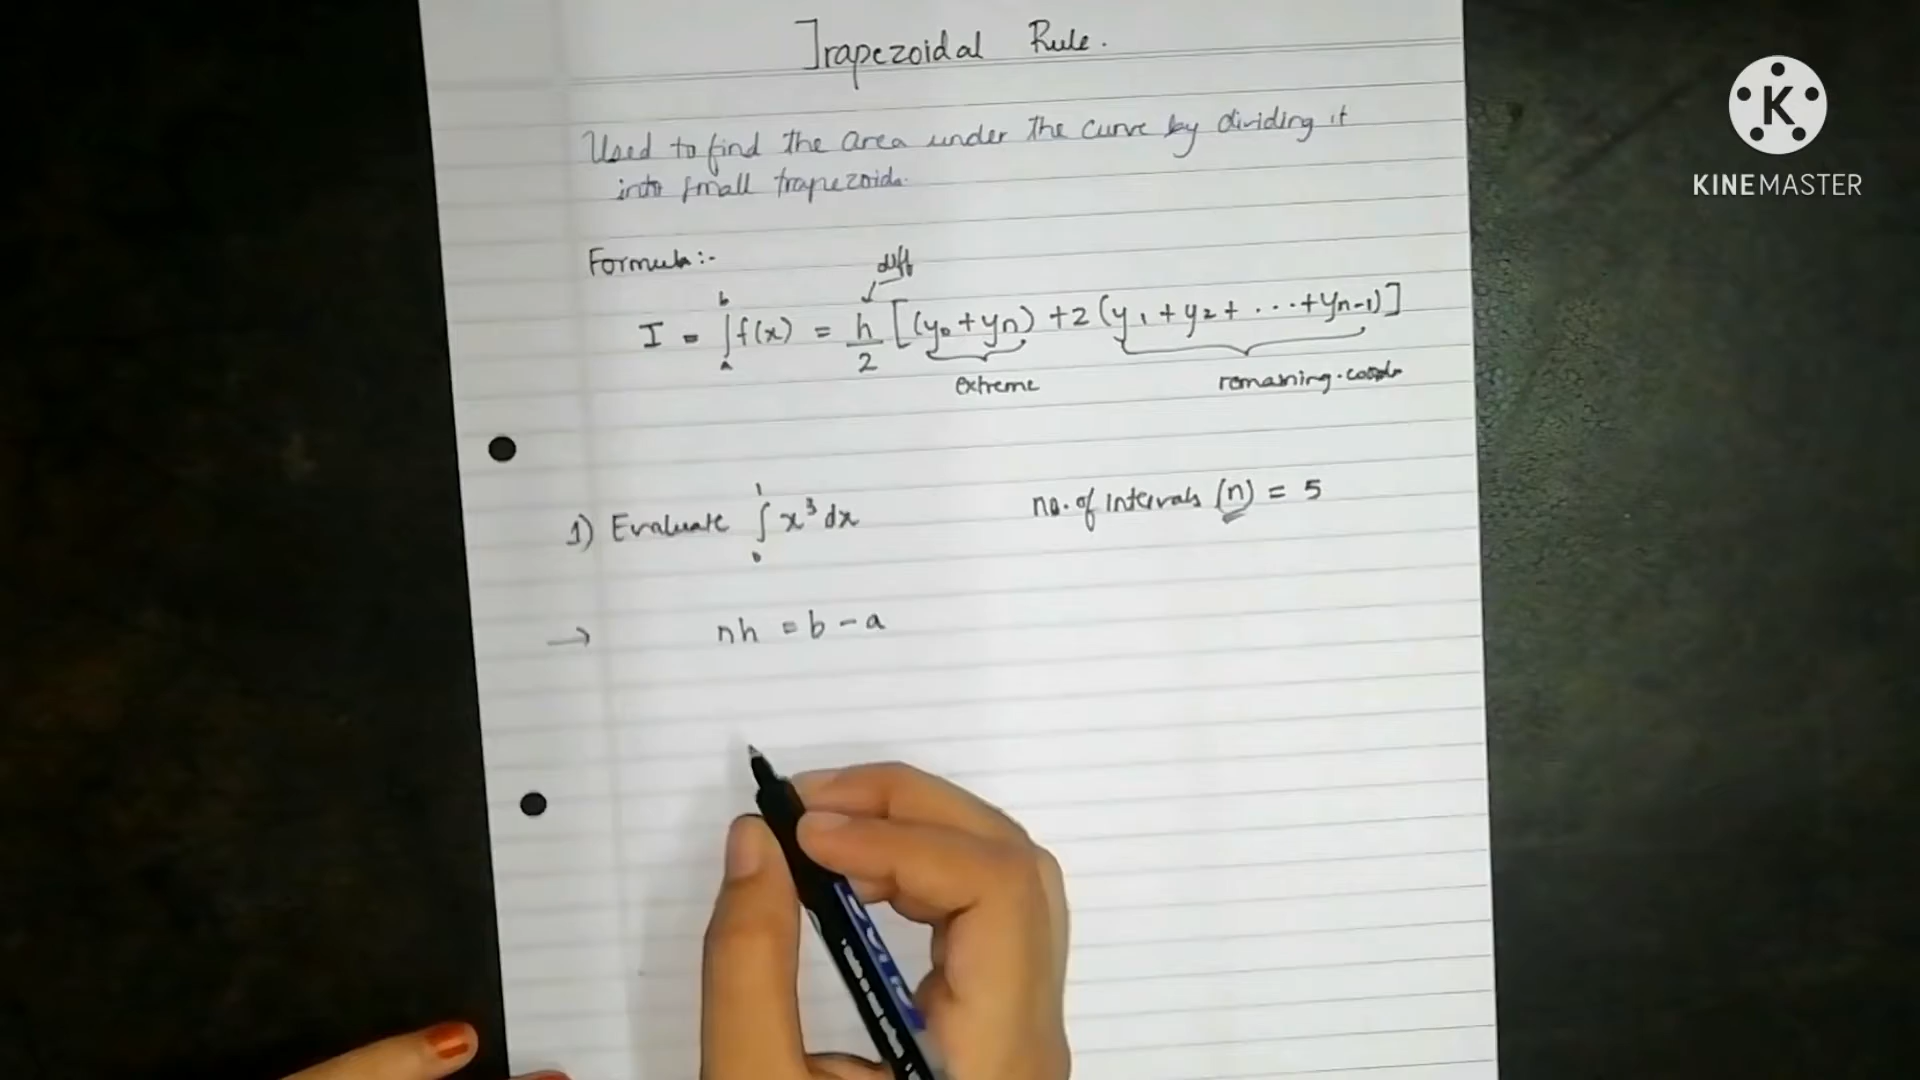 Trapezoidal Rule.
Used to find the area under the curve by dividing it
into small trapezoids.
Formula:-
diff
I = ∫ₐᵇ f(x) = h/2 [(y₀+yₙ) + 2 (y₁ + y₂ + ... + yₙ₋₁)]
extreme
remaining
1) Evaluate ∫₀¹ x³ dx
no. of intervals (n) = 5
→ nh = b - a
K
KINEMASTER